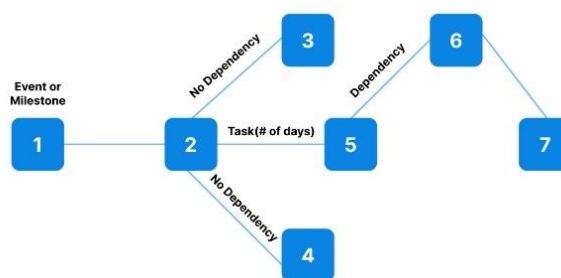 3
6
No Dependency
Dependency
Event or
Milestone
1
2
Task(# of days)
5
7
No Dependency
4